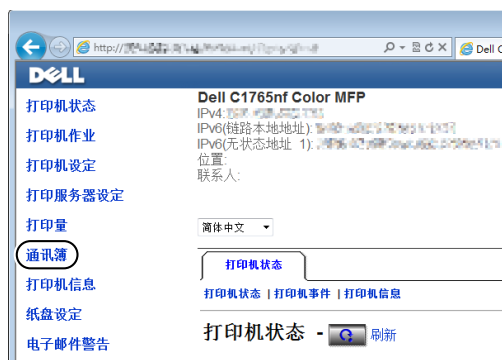 http://
Dell C
DELL
打印机状态
打印机作业
打印机设定
打印服务器设定
打印量
通讯簿
打印机信息
纸盘设定
电子邮件警告
Dell C1765nf Color MFP
IPv4:
IPv6(链路本地地址):
IPv6(无状态地址 1):
位置:
联系人:
简体中文
打印机状态
打印机状态 | 打印机事件 | 打印机信息
打印机状态 - 刷新